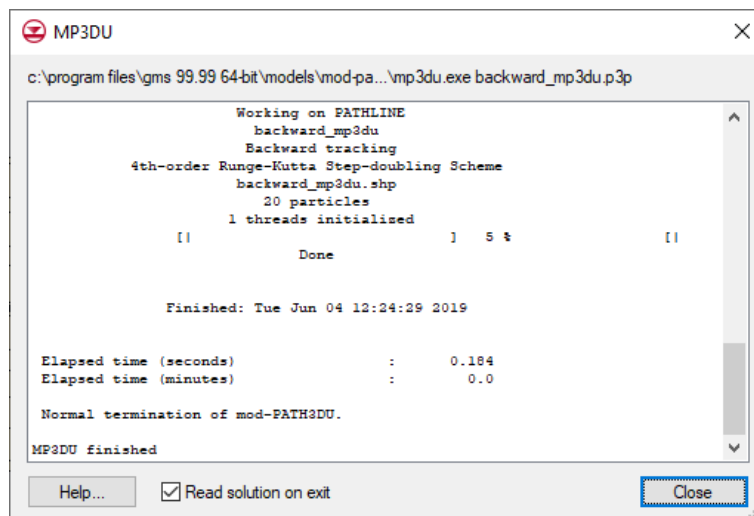 MP3DU
c:\program files\gms 99.99 64-bit\models\mod-pa...\mp3du.exe backward_mp3du.p3p
Working on PATHLINE
backward_mp3du
Backward tracking
4th-order Runge-Kutta Step-doubling Scheme
backward_mp3du.shp
20 particles
1 threads initialised
[| ] 5 % [|
Done
Finished: Tue Jun 04 12:24:29 2019
Elapsed time (seconds) : 0.184
Elapsed time (minutes) : 0.0
Normal termination of mod-PATH3DU.
MP3DU finished
Help... Read solution on exit Close